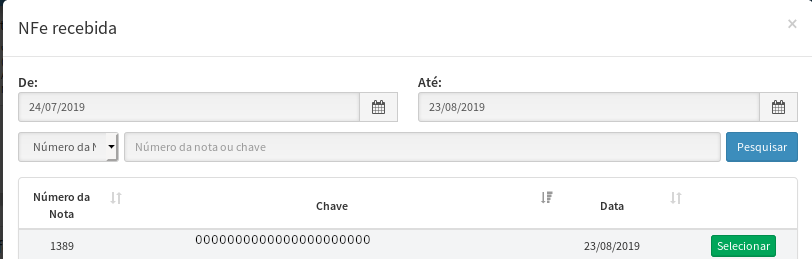 NFe recebida ×
De: Até:
24/07/2019 23/08/2019
Número da N Número da nota ou chave Pesquisar
Número da
Nota Chave Data
1389 0000000000000000000000 23/08/2019 Selecionar